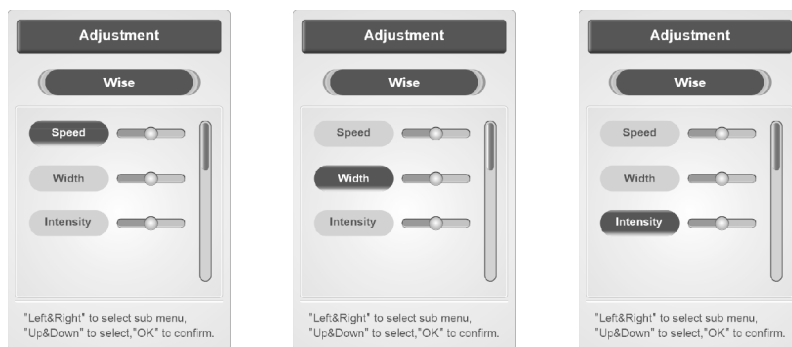 Adjustment
Wise
Speed
Width
Intensity
"Left&Right" to select sub menu,
"Up&Down" to select,"OK" to confirm.
Adjustment
Wise
Speed
Width
Intensity
"Left&Right" to select sub menu,
"Up&Down" to select,"OK" to confirm.
Adjustment
Wise
Speed
Width
Intensity
"Left&Right" to select sub menu,
"Up&Down" to select,"OK" to confirm.